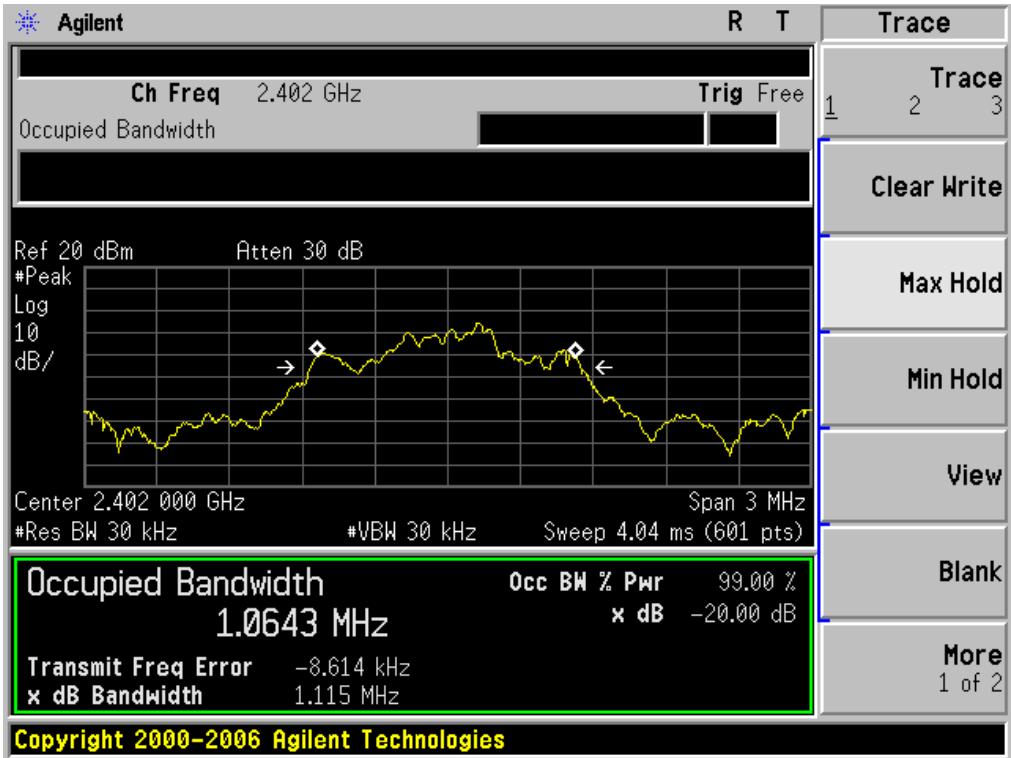 Agilent R T Trace
Ch Freq 2.402 GHz Trig Free
Occupied Bandwidth
Trace
1 2 3
Clear Write
Max Hold
Min Hold
View
Blank
More
1 of 2
Ref 20 dBm Atten 30 dB
#Peak
Log
10
dB/
Center 2.402 000 GHz Span 3 MHz
#Res BW 30 kHz #VBW 30 kHz Sweep 4.04 ms (601 pts)
Occupied Bandwidth Occ BW % Pwr 99.00 %
1.0643 MHz x dB -20.00 dB
Transmit Freq Error -8.614 kHz
x dB Bandwidth 1.115 MHz
Copyright 2000-2006 Agilent Technologies